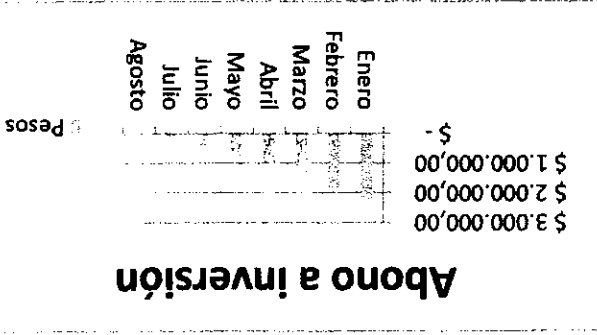 Abono a inversión
$ 3.000.000,00
$ 2.000.000,00
$ 1.000.000,00
$ -
Enero
Febrero
Marzo
Abril
Mayo
Junio
Julio
Agosto
Pesos